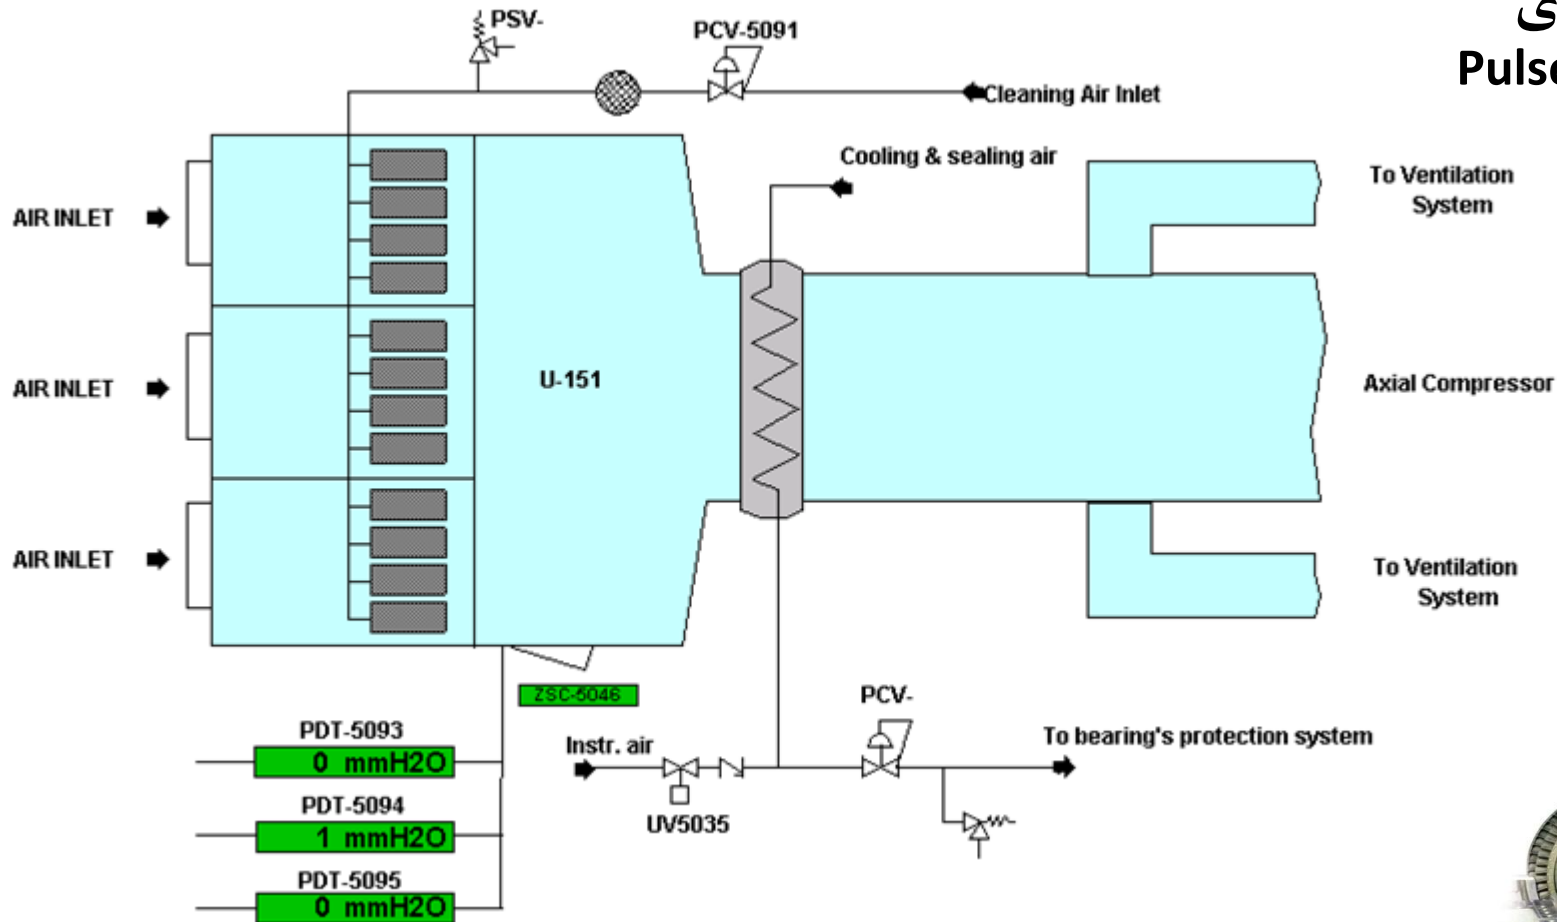 PSV-
PCV-5091
Cleaning Air Inlet
Cooling & sealing air
To Ventilation
System
AIR INLET
AIR INLET
U-151
Axial Compressor
AIR INLET
To Ventilation
System
ZSC-5046
PCV-
PDT-5093
0 mmH2O
Instr. air
To bearing's protection system
PDT-5094
1 mmH2O
UV5035
PDT-5095
0 mmH2O